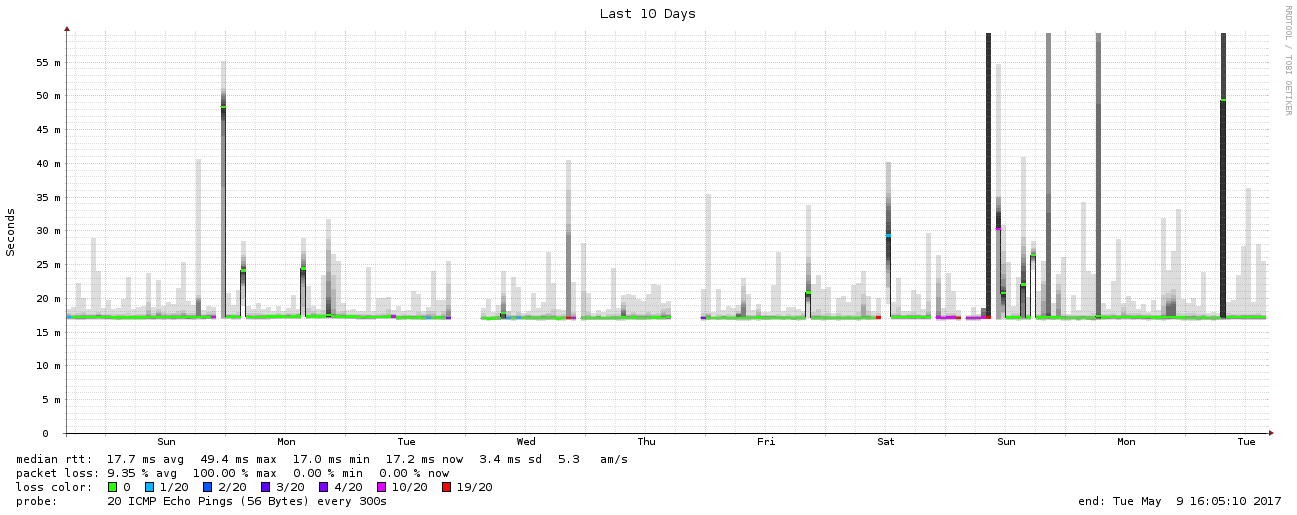 Last 10 Days
RRDTOOL / TOBI OETIKER
Seconds
55 m
50 m
45 m
40 m
35 m
30 m
25 m
20 m
15 m
10 m
5 m
0
Sun Mon Tue Wed Thu Fri Sat Sun Mon Tue
median rtt: 17.7 ms avg 49.4 ms max 17.0 ms min 17.2 ms now 3.4 ms sd 5.3 am/s
packet loss: 9.35 % avg 100.00 % max 0.00 % min 0.00 % now
loss color: 0 1/20 2/20 3/20 4/20 10/20 19/20
probe: 20 ICMP Echo Pings (56 Bytes) every 300s end: Tue May 9 16:05:10 2017